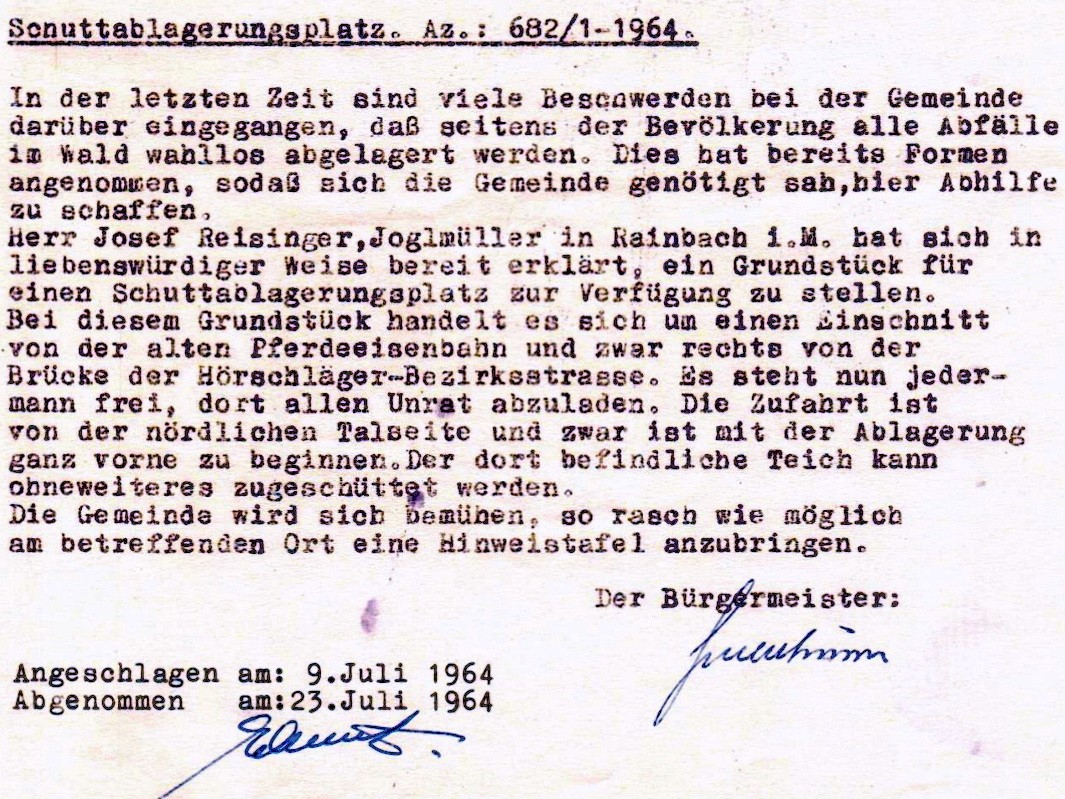 Schuttablagerungsplatz. Az.: 682/1-1964.
In der letzten Zeit sind viele Beschwerden bei der Gemeinde
darüber eingegangen, daß seitens der Bevölkerung alle Abfälle
im Wald wahllos abgelagert werden. Dies hat bereits Formen
angenommen, sodaß sich die Gemeinde genötigt sah,hier Abhilfe
zu schaffen.
Herr Josef Reisinger,Joglmüller in Rainbach i.M. hat sich in
liebenswürdiger Weise bereit erklärt, ein Grundstück für
einen Schuttablagerungsplatz zur Verfügung zu stellen.
Bei diesem Grundstück handelt es sich um einen Einschnitt
von der alten Pferdeeisenbahn und zwar rechts von der
Brücke der Hörschläger-Bezirksstrasse. Es steht nun jeder-
mann frei, dort allen Unrat abzuladen. Die Zufahrt ist
von der nördlichen Talseite und zwar ist mit der Ablagerung
ganz vorne zu beginnen.Der dort befindliche Teich kann
ohneweiteres zugeschüttet werden.
Die Gemeinde wird sich bemühen, so rasch wie möglich
am betreffenden Ort eine Hinweistafel anzubringen.
Der Bürgermeister:
Angeschlagen am: 9.Juli 1964
Abgenommen am:23.Juli 1964